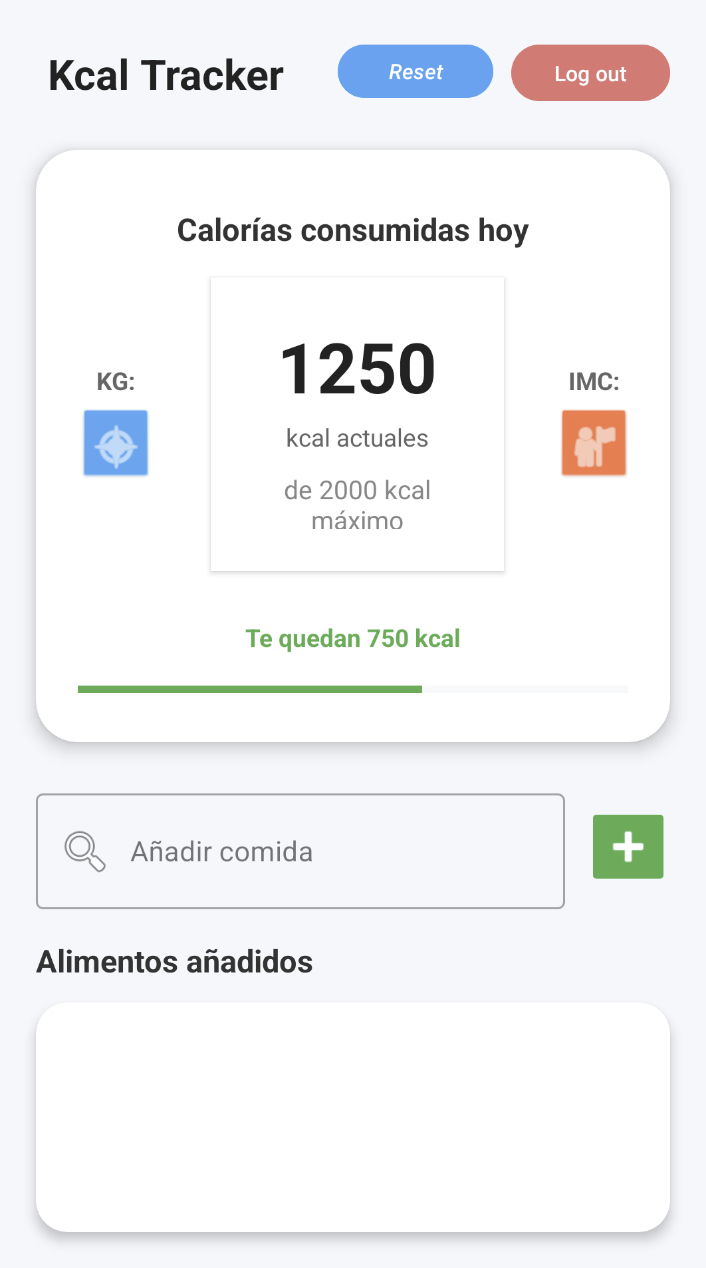 Kcal Tracker
Reset
Log out
Calorías consumidas hoy
KG:
1250
kcal actuales
de 2000 kcal
máximo
IMC:
Te quedan 750 kcal
Añadir comida
Alimentos añadidos